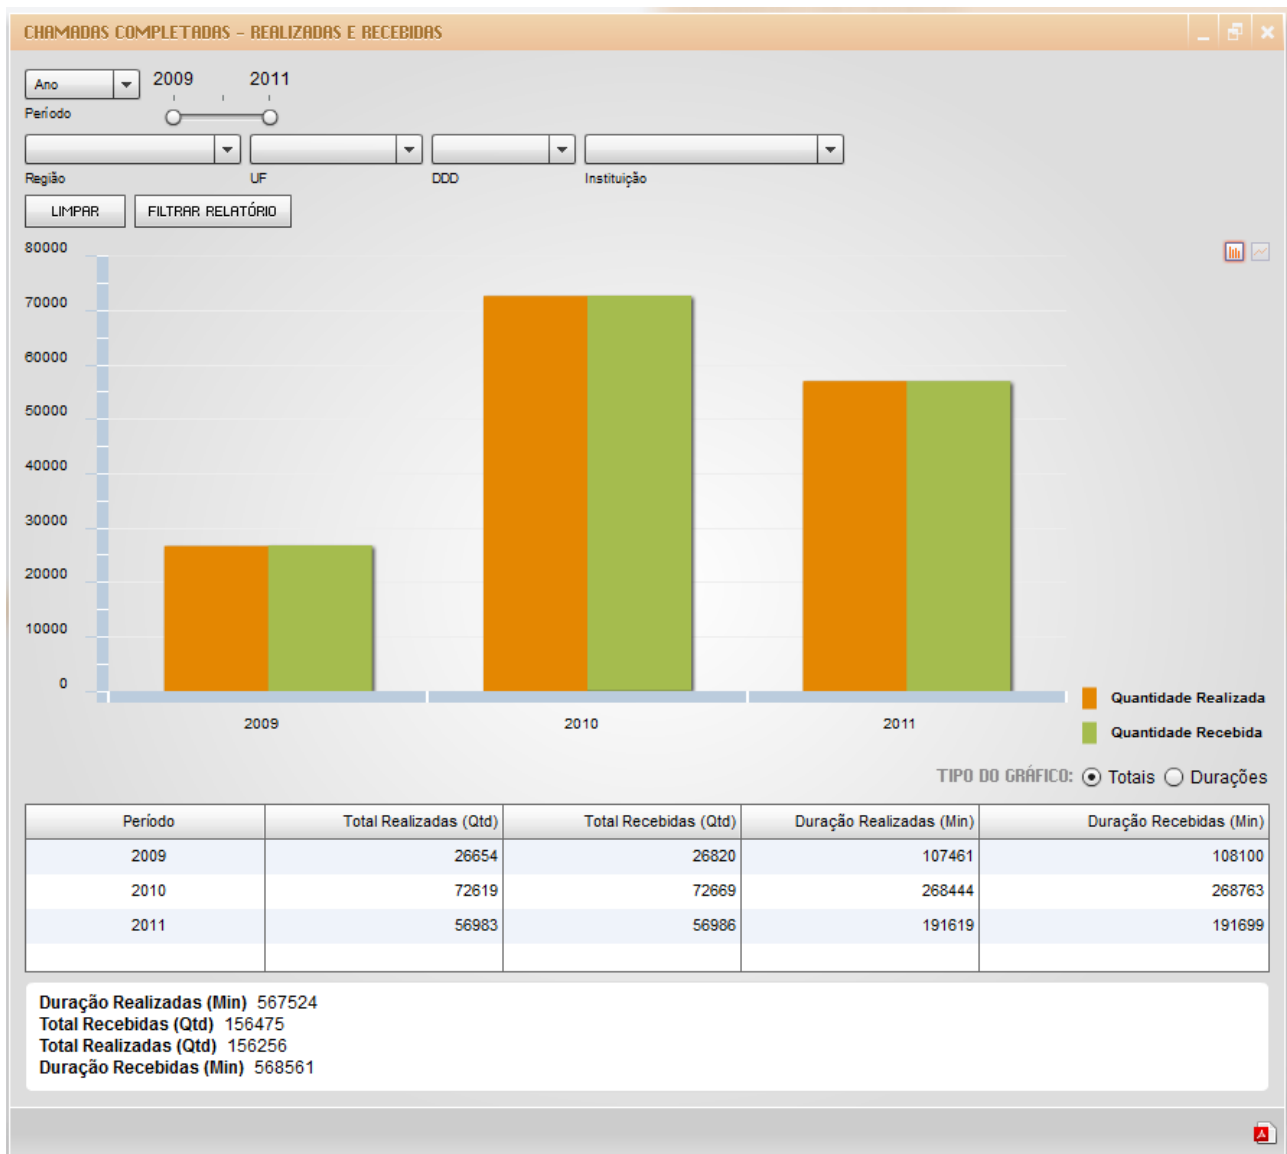 CHAMADAS COMPLETADAS - REALIZADAS E RECEBIDAS
Ano 2009 2011
Período
Região UF DDD Instituição
LIMPAR FILTRAR RELATÓRIO
80000
70000
60000
50000
40000
30000
20000
10000
0
2009 2010 2011
Quantidade Realizada
Quantidade Recebida
TIPO DO GRÁFICO: Totais Durações
Período Total Realizadas (Qtd) Total Recebidas (Qtd) Duração Realizadas (Min) Duração Recebidas (Min)
2009 26654 26820 107461 108100
2010 72619 72669 268444 268763
2011 56983 56986 191619 191699
Duração Realizadas (Min) 567524
Total Recebidas (Qtd) 156475
Total Realizadas (Qtd) 156256
Duração Recebidas (Min) 568561